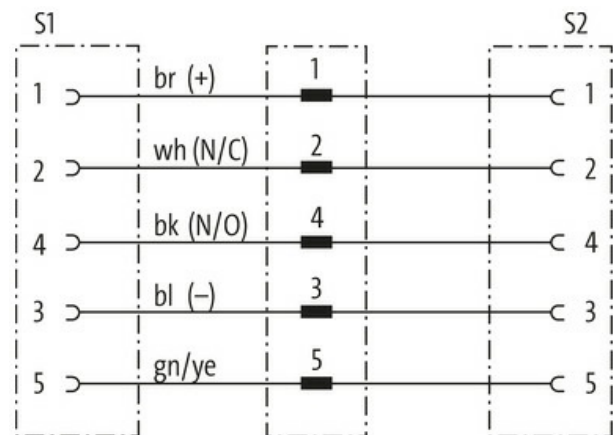 S1 S2
1 br (+) 1 1
2 wh (N/C) 2 2
4 bk (N/O) 4 4
3 bl (–) 3 3
5 gn/ye 5 5